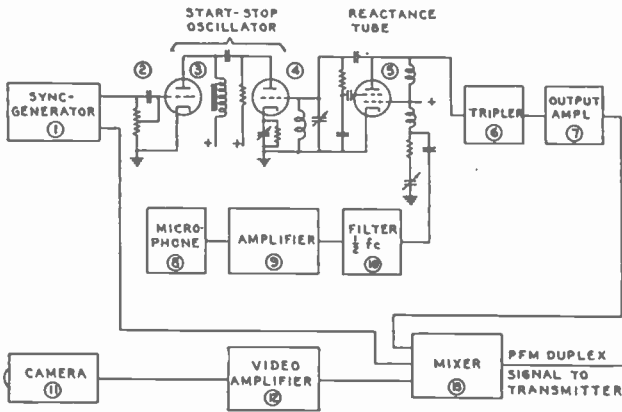 START-STOP
OSCILLATOR
REACTANCE
TUBE
②
③
④
⑤
SYNC-
GENERATOR
①
+
+
+
TRIPLER
⑥
OUTPUT
AMPL
⑦
MICRO-
PHONE
⑧
AMPLIFIER
⑨
FILTER
½ fc
⑩
CAMERA
⑪
VIDEO
AMPLIFIER
⑫
MIXER
⑬
PFM DUPLEX
SIGNAL TO
TRANSMITTER